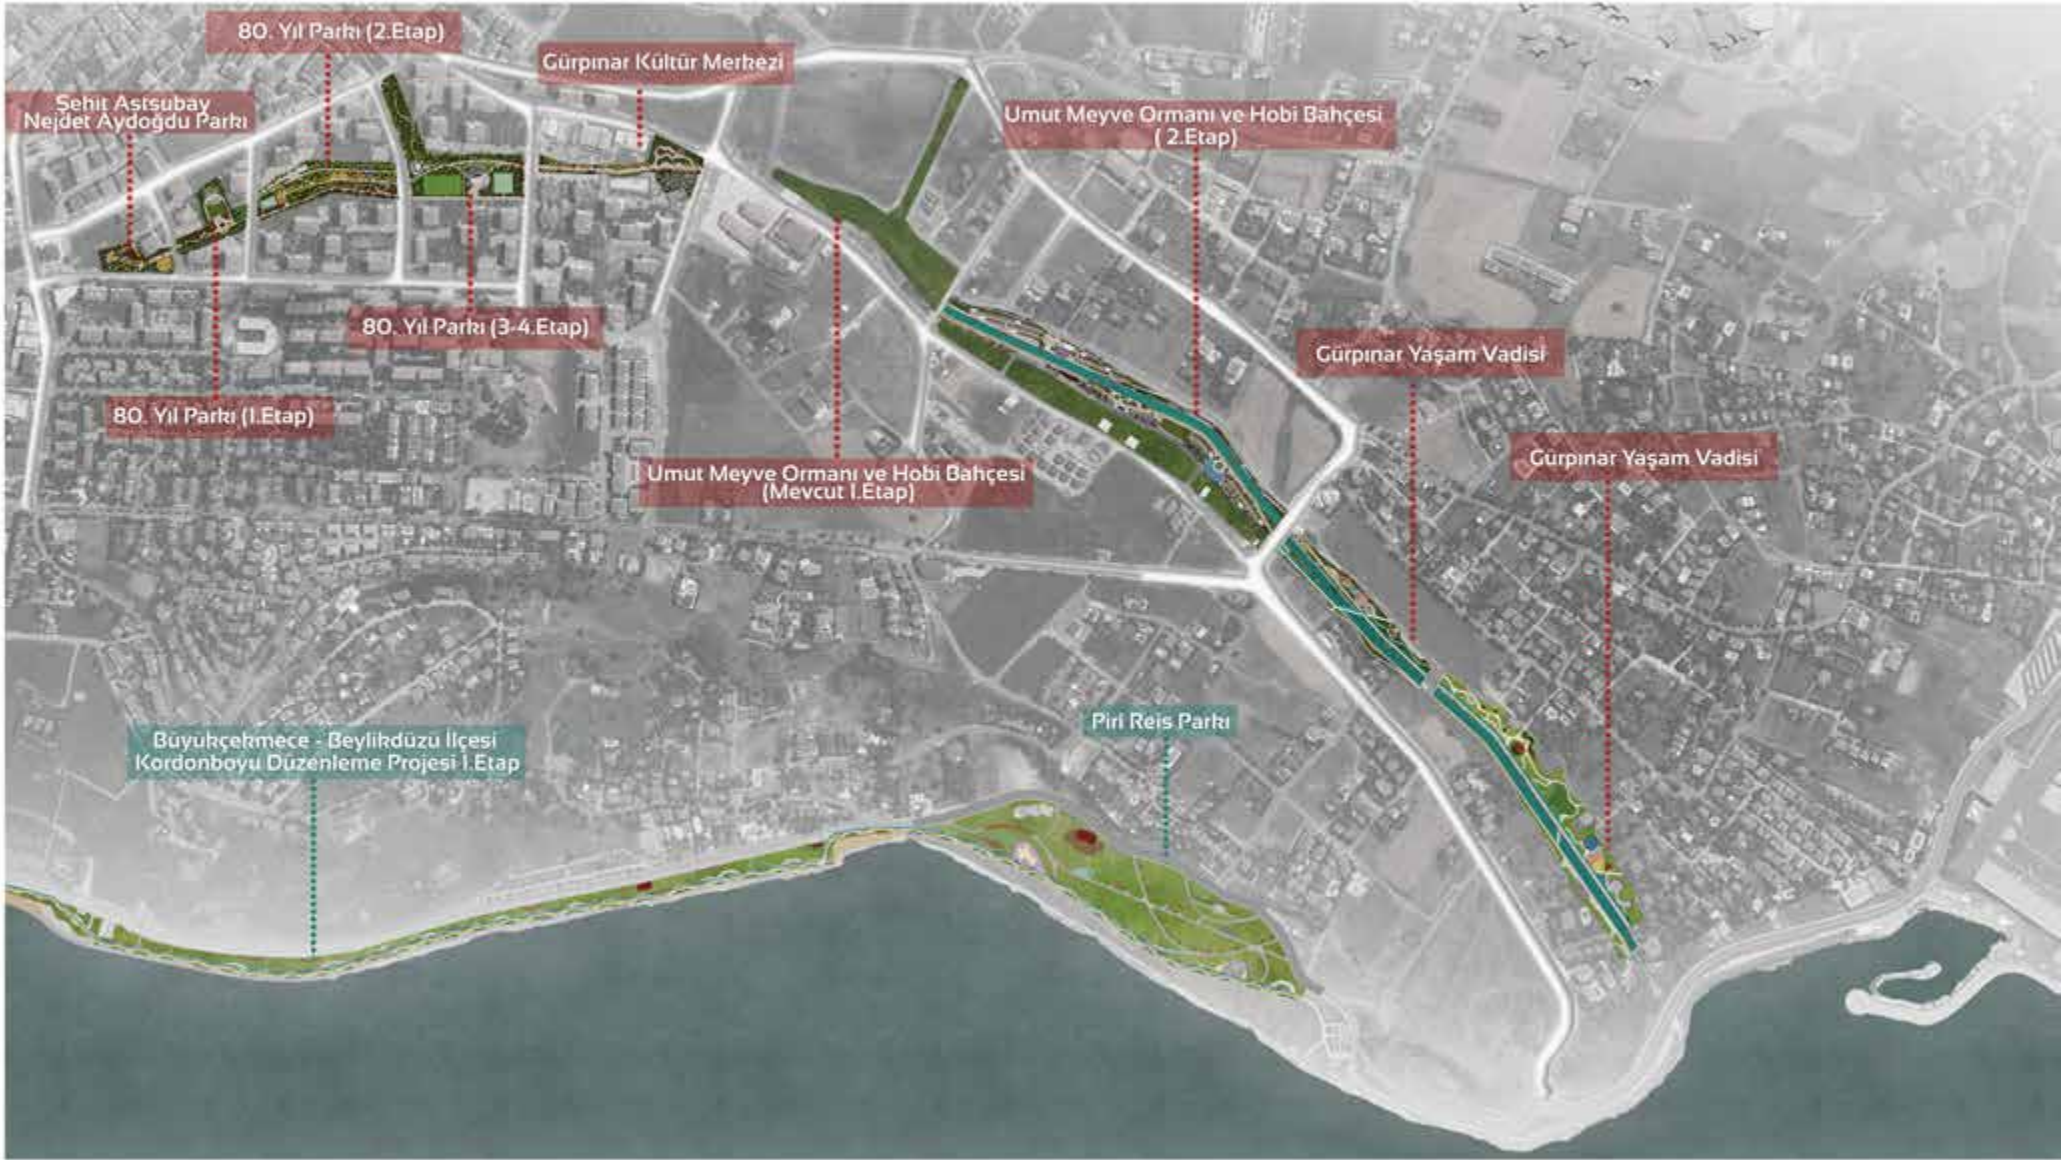 80. Yıl Parkı (2.Etap)
Gürpınar Kültür Merkezi
Şehit Astsubay
Nejdet Aydoğdu Parkı
Umut Meyve Ormanı ve Hobi Bahçesi
( 2.Etap)
80. Yıl Parkı (3-4.Etap)
Gürpınar Yaşam Vadisi
80. Yıl Parkı (1.Etap)
Gürpınar Yaşam Vadisi
Umut Meyve Ormanı ve Hobi Bahçesi
(Mevcut 1.Etap)
Piri Reis Parkı
Büyükçekmece - Beylikdüzü İlçesi
Kordonboyu Düzenleme Projesi 1.Etap